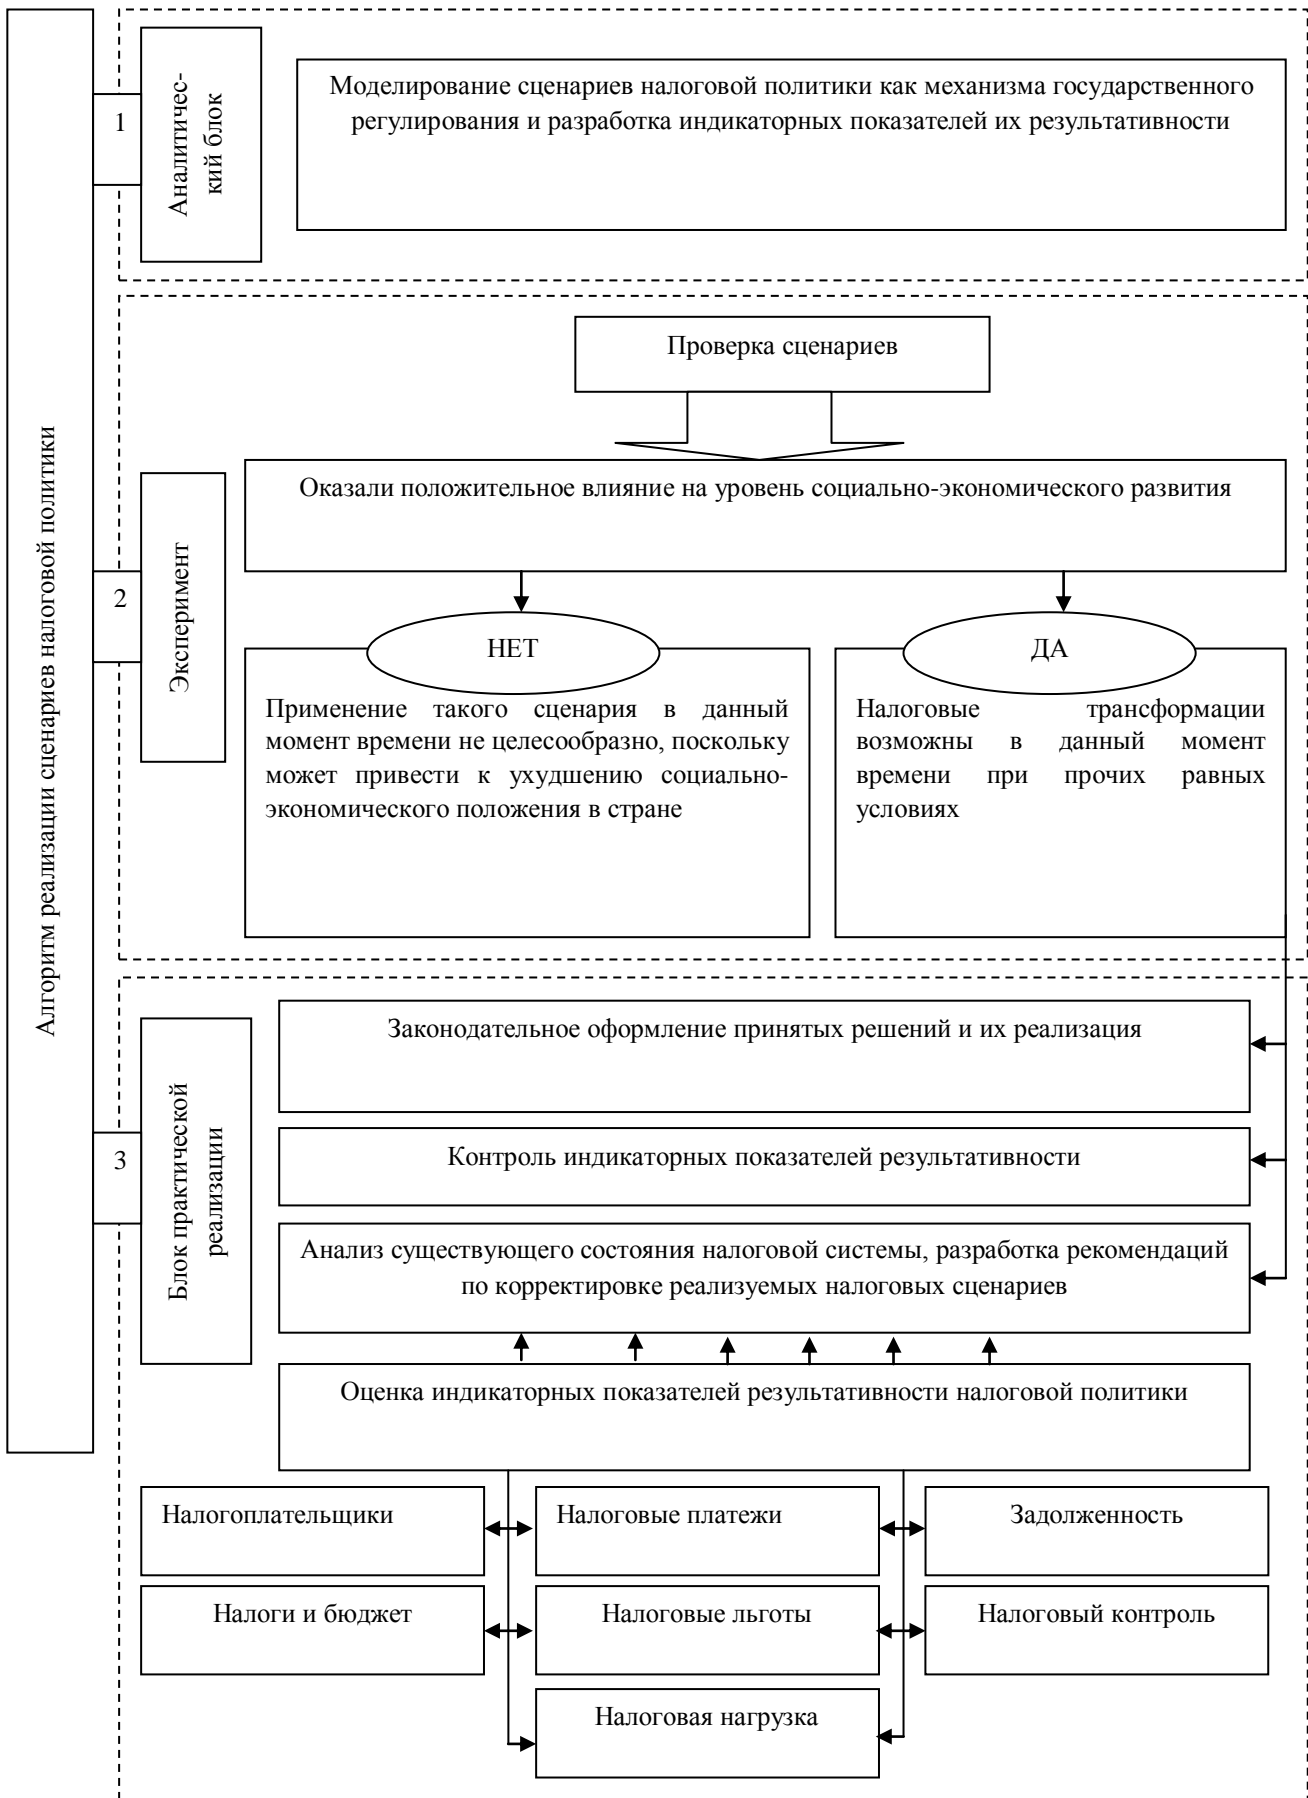 Алгоритм реализации сценариев налоговой политики
1
Аналитичес-
кий блок
Моделирование сценариев налоговой политики как механизма государственного
регулирования и разработка индикаторных показателей их результативности
2
Эксперимент
Проверка сценариев
Оказали положительное влияние на уровень социально-экономического развития
НЕТ
Применение такого сценария в данный
момент времени не целесообразно, поскольку
может привести к ухудшению социально-
экономического положения в стране
ДА
Налоговые трансформации
возможны в данный момент
времени при прочих равных
условиях
3
Блок практической
реализации
Законодательное оформление принятых решений и их реализация
Контроль индикаторных показателей результативности
Анализ существующего состояния налоговой системы, разработка рекомендаций
по корректировке реализуемых налоговых сценариев
Оценка индикаторных показателей результативности налоговой политики
Налогоплательщики
Налоговые платежи
Задолженность
Налоги и бюджет
Налоговые льготы
Налоговый контроль
Налоговая нагрузка